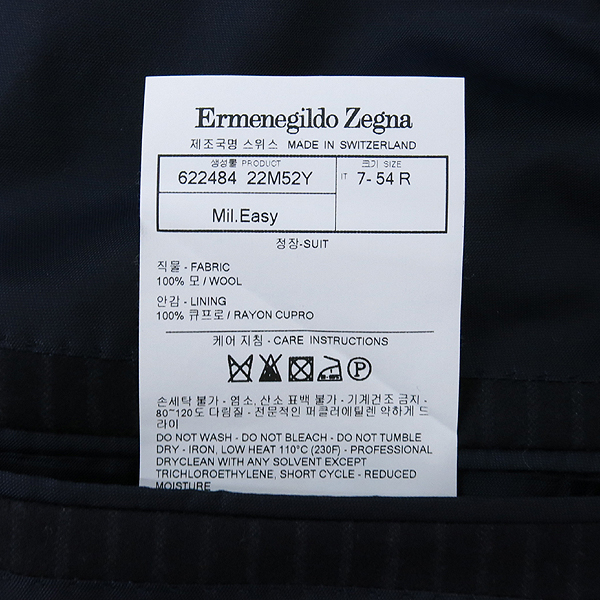 Ermenegildo Zegna
제조국명 스위스 MADE IN SWITZERLAND
생성물 PRODUCT
크기 SIZE
622484 22M52Y
IT 7- 54 R
Mil.Easy
정장-SUIT
직물 - FABRIC
100% 모 / WOOL
안감 - LINING
100% 큐프로 / RAYON CUPRO
케어 지침 - CARE INSTRUCTIONS
P
손세탁 불가 - 염소, 산소 표백 불가 - 기계건조 금지 -
80~120도 다림질 - 전문적인 퍼클러에틸렌 약하게 드
라이
DO NOT WASH - DO NOT BLEACH - DO NOT TUMBLE
DRY - IRON, LOW HEAT 110°C (230F) - PROFESSIONAL
DRYCLEAN WITH ANY SOLVENT EXCEPT
TRICHLOROETHYLENE, SHORT CYCLE - REDUCED
MOISTURE